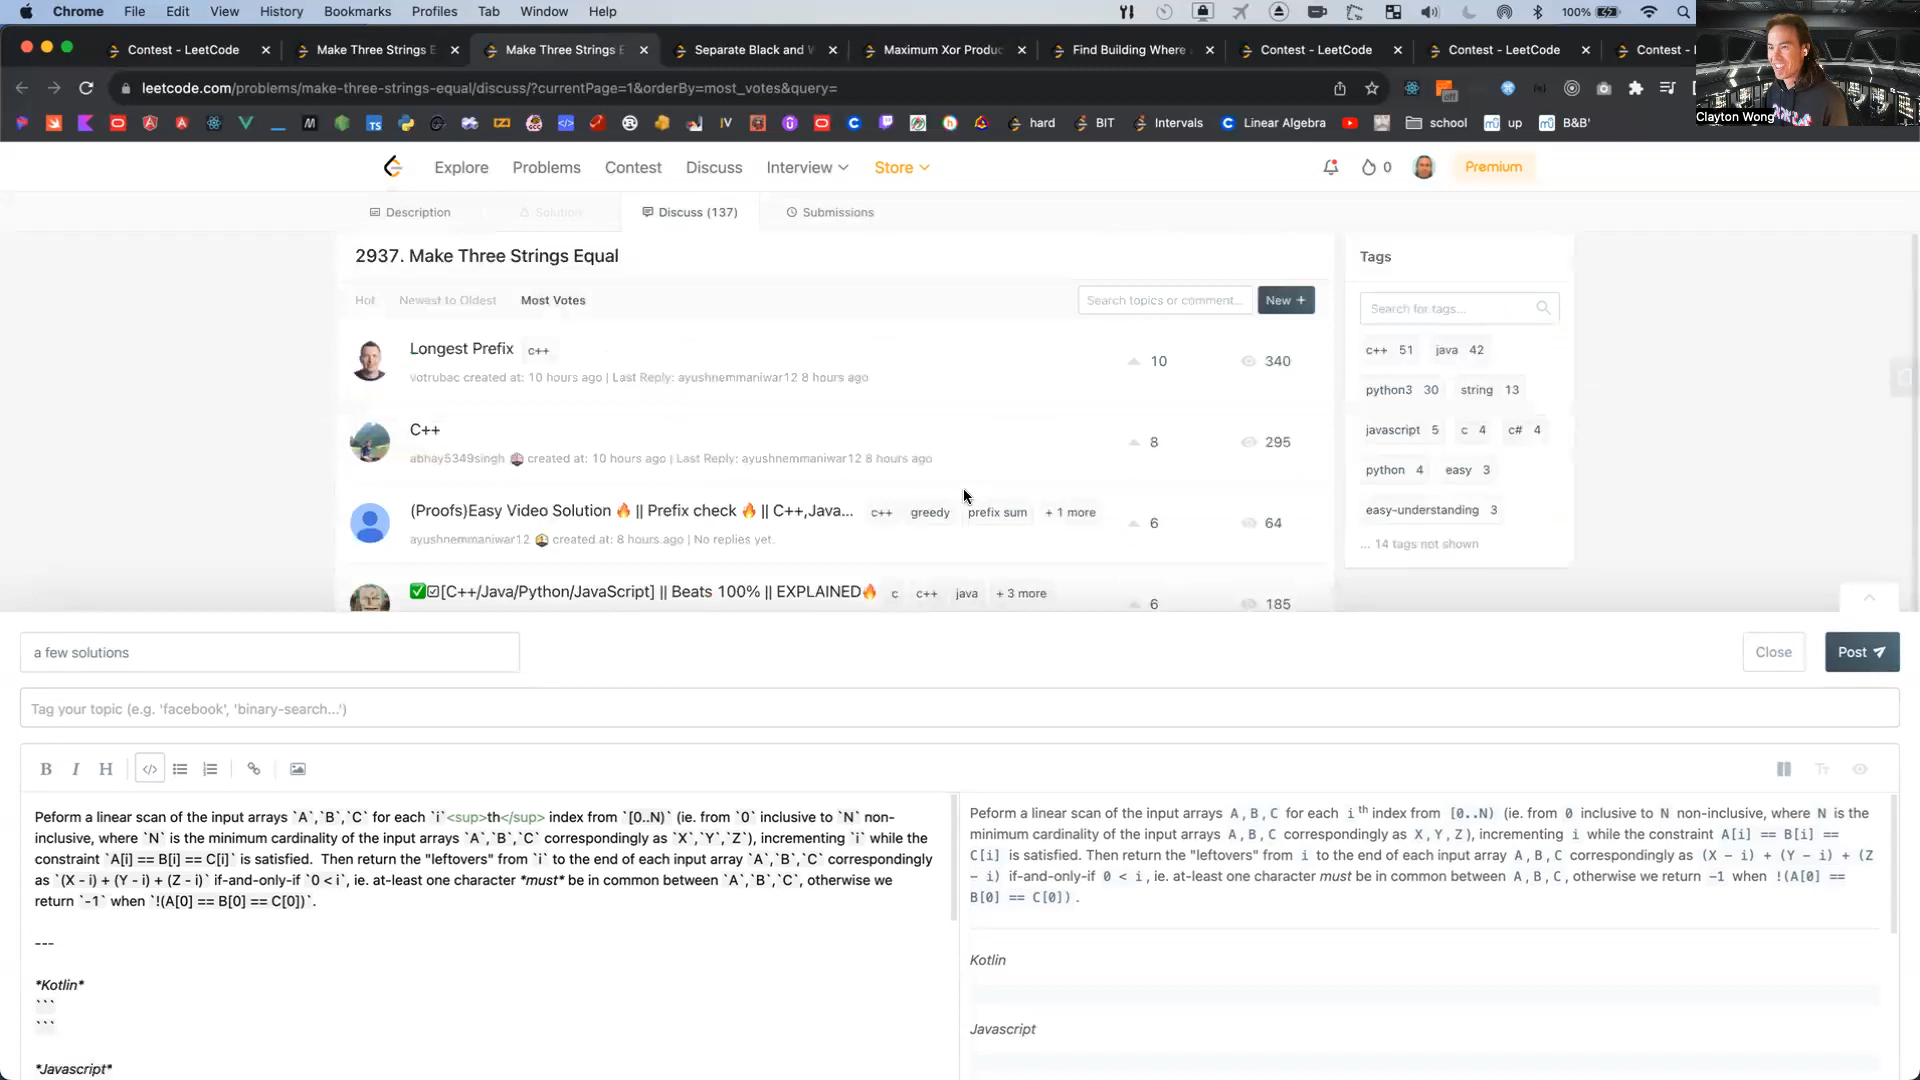 Chrome File Edit View History Bookmarks Profiles Tab Window Help 100%
Contest - LeetCode Make Three Strings E Make Three Strings E Separate Black and W Maximum Xor Produc Find Building Where Contest - LeetCode Contest - LeetCode Contest - L
leetcode.com/problems/make-three-strings-equal/discuss/?currentPage=1&orderBy=most_votes&query=
off
Clayton Wong
TS IV hard BIT Intervals Linear Algebra school up B&B'
Explore Problems Contest Discuss Interview Store 0 Premium
Description Solution Discuss (137) Submissions
2937. Make Three Strings Equal
Tags
Hot Newest to Oldest Most Votes Search topics or comment... New +
Search for tags...
Longest Prefix c++ 10 340
votrubac created at: 10 hours ago | Last Reply: ayushnemmaniwar12 8 hours ago
c++ 51 java 42
python3 30 string 13
C++ 8 295
abhay5349singh created at: 10 hours ago | Last Reply: ayushnemmaniwar12 8 hours ago
javascript 5 c 4 c# 4
python 4 easy 3
(Proofs)Easy Video Solution 🔥 || Prefix check 🔥 || C++,Java... c++ greedy prefix sum + 1 more 6 64
ayushnemmaniwar12 created at: 8 hours ago | No replies yet.
easy-understanding 3
... 14 tags not shown
✅☑[C++/Java/Python/JavaScript] || Beats 100% || EXPLAINED🔥 c c++ java + 3 more 6 185
a few solutions
Close Post
Tag your topic (e.g. 'facebook', 'binary-search...')
B I H </> Tт
Peform a linear scan of the input arrays `A`,`B`,`C` for each `i`<sup>th</sup> index from `[0..N)` (ie. from `0` inclusive to `N` non-
inclusive, where `N` is the minimum cardinality of the input arrays `A`,`B`,`C` correspondingly as `X`,`Y`,`Z`), incrementing `i` while the
constraint `A[i] == B[i] == C[i]` is satisfied.  Then return the "leftovers" from `i` to the end of each input array `A`,`B`,`C` correspondingly
as `(X - i) + (Y - i) + (Z - i)` if-and-only-if `0 < i`, ie. at-least one character *must* be in common between `A`,`B`,`C`, otherwise we
return `-1` when `!(A[0] == B[0] == C[0])`.
---
*Kotlin*
```
```
*Javascript*
Peform a linear scan of the input arrays A,B,C for each i th index from [0..N) (ie. from 0 inclusive to N non-inclusive, where N is the
minimum cardinality of the input arrays A,B,C correspondingly as X,Y,Z), incrementing i while the constraint A[i] == B[i] ==
C[i] is satisfied. Then return the "leftovers" from i to the end of each input array A,B,C correspondingly as (X - i) + (Y - i) + (Z
- i) if-and-only-if 0 < i, ie. at-least one character must be in common between A,B,C, otherwise we return -1 when !(A[0] ==
B[0] == C[0]).
Kotlin
Javascript